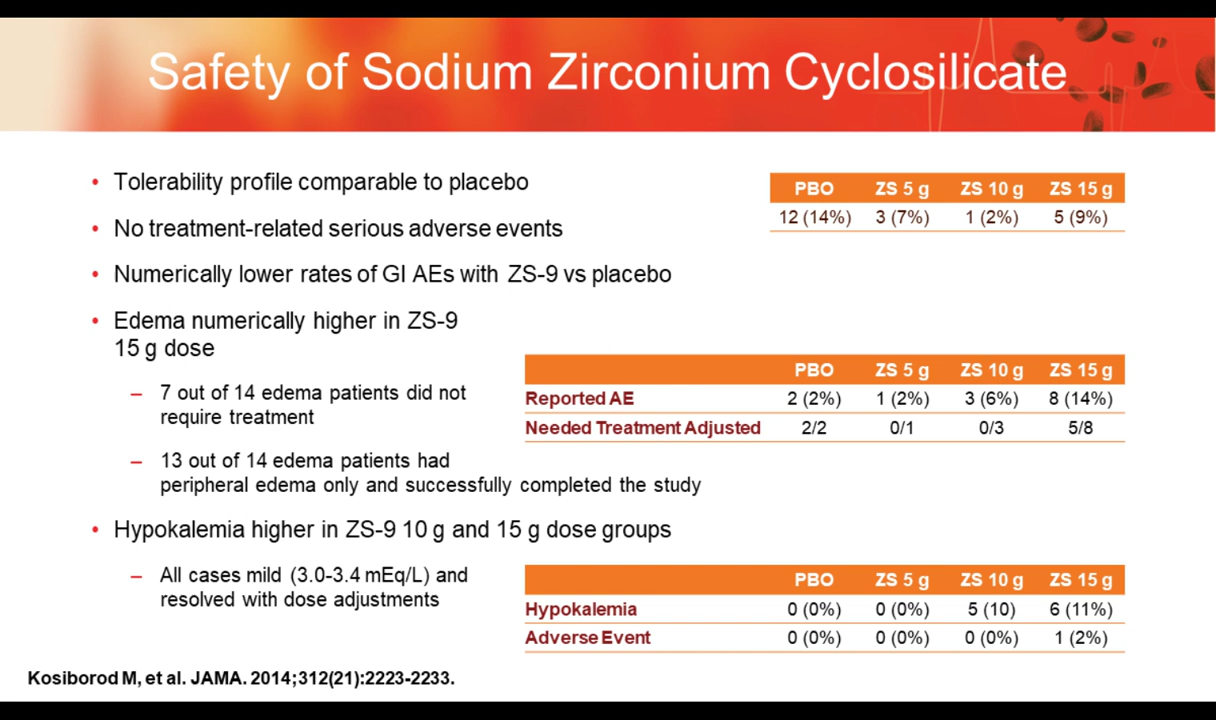 Safety of Sodium Zirconium Cyclosilicate
• Tolerability profile comparable to placebo
• No treatment-related serious adverse events
• Numerically lower rates of GI AEs with ZS-9 vs placebo
PBO ZS 5 g ZS 10 g ZS 15 g
12 (14%) 3 (7%) 1 (2%) 5 (9%)
• Edema numerically higher in ZS-9
15 g dose
– 7 out of 14 edema patients did not
require treatment
– 13 out of 14 edema patients had
peripheral edema only and successfully completed the study
PBO ZS 5 g ZS 10 g ZS 15 g
Reported AE 2 (2%) 1 (2%) 3 (6%) 8 (14%)
Needed Treatment Adjusted 2/2 0/1 0/3 5/8
• Hypokalemia higher in ZS-9 10 g and 15 g dose groups
– All cases mild (3.0-3.4 mEq/L) and
resolved with dose adjustments
PBO ZS 5 g ZS 10 g ZS 15 g
Hypokalemia 0 (0%) 0 (0%) 5 (10) 6 (11%)
Adverse Event 0 (0%) 0 (0%) 0 (0%) 1 (2%)
Kosiborod M, et al. JAMA. 2014;312(21):2223-2233.